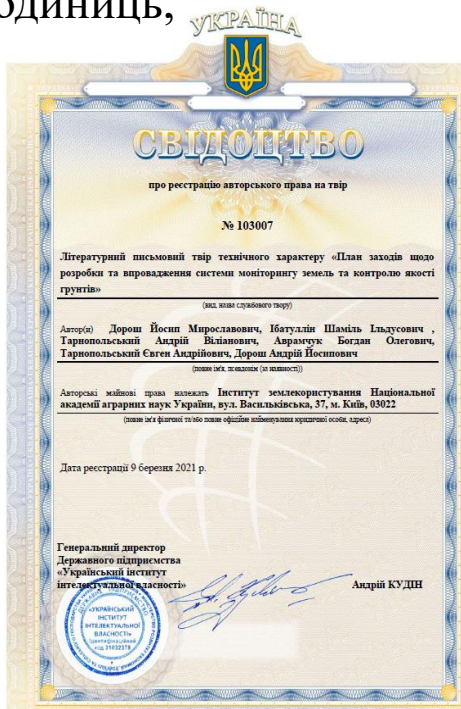 одиниць,
УКРАЇНА
СВІДОЦТВО
про реєстрацію авторського права на твір
№ 103007
Літературний письмовий твір технічного характеру «План заходів щодо
розробки та впровадження системи моніторингу земель та контролю якості
ґрунтів»
(вид, назва службового твору)
Автор(и) Дорош Йосип Мирославович, Ібатуллін Шаміль Ільдусович ,
Тарнопольський Андрій Віліанович, Аврамчук Богдан Олегович,
Тарнопольський Євген Андрійович, Дорош Андрій Йосипович
(повне ім'я, псевдонім (за наявності))
Авторські майнові права належать Інститут землекористування Національної
академії аграрних наук України, вул. Васильківська, 37, м. Київ, 03022
(повне ім'я фізичної та/або повне офіційне найменування юридичної особи, адреса)
Дата реєстрації 9 березня 2021 р.
Генеральний директор
Державного підприємства
«Український інститут
інтелектуальної власності»
Андрій КУДІН
«УКРАЇНСЬКИЙ
ІНСТИТУТ
ІНТЕЛЕКТУАЛЬНОЇ
ВЛАСНОСТІ»